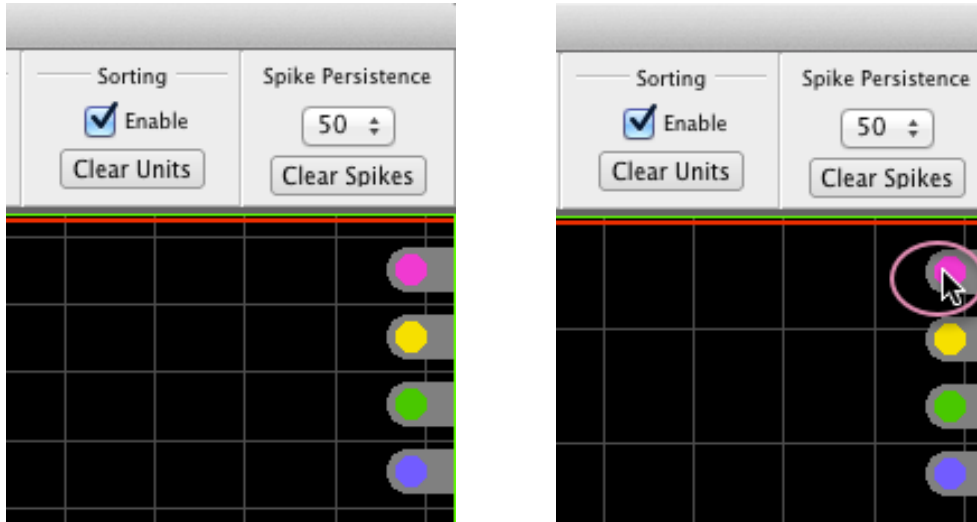 Sorting
Spike Persistence
Enable
50
Clear Units
Clear Spikes
Sorting
Spike Persistence
Enable
50
Clear Units
Clear Spikes